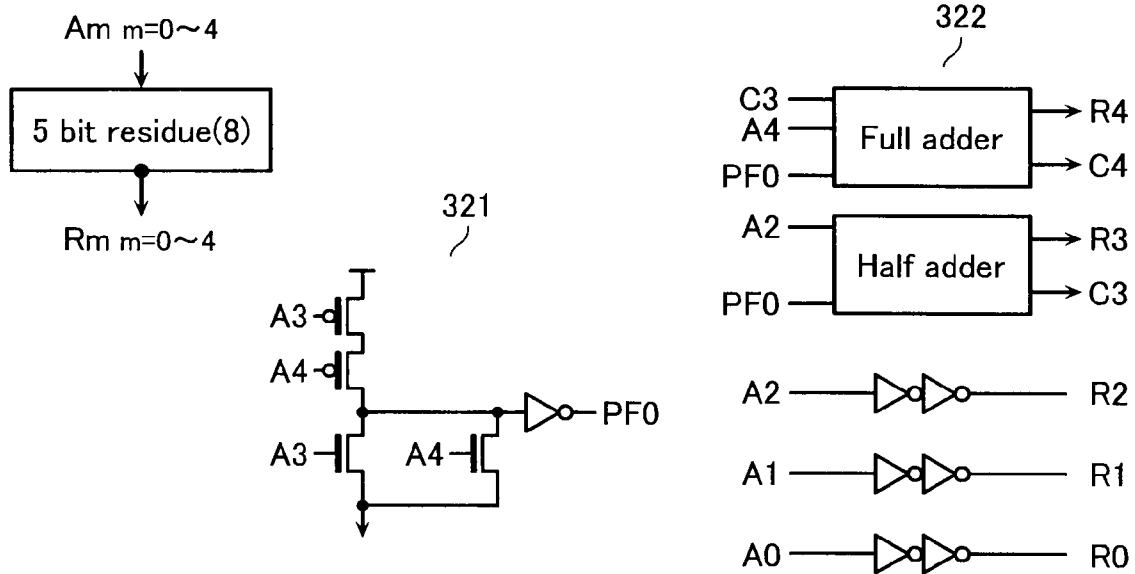 Am m=0~4
5 bit residue(8)
Rm m=0~4
321
A3
A4
A3
A4
PF0
322
C3
A4
PF0
Full adder
R4
C4
A2
PF0
Half adder
R3
C3
A2
R2
A1
R1
A0
R0